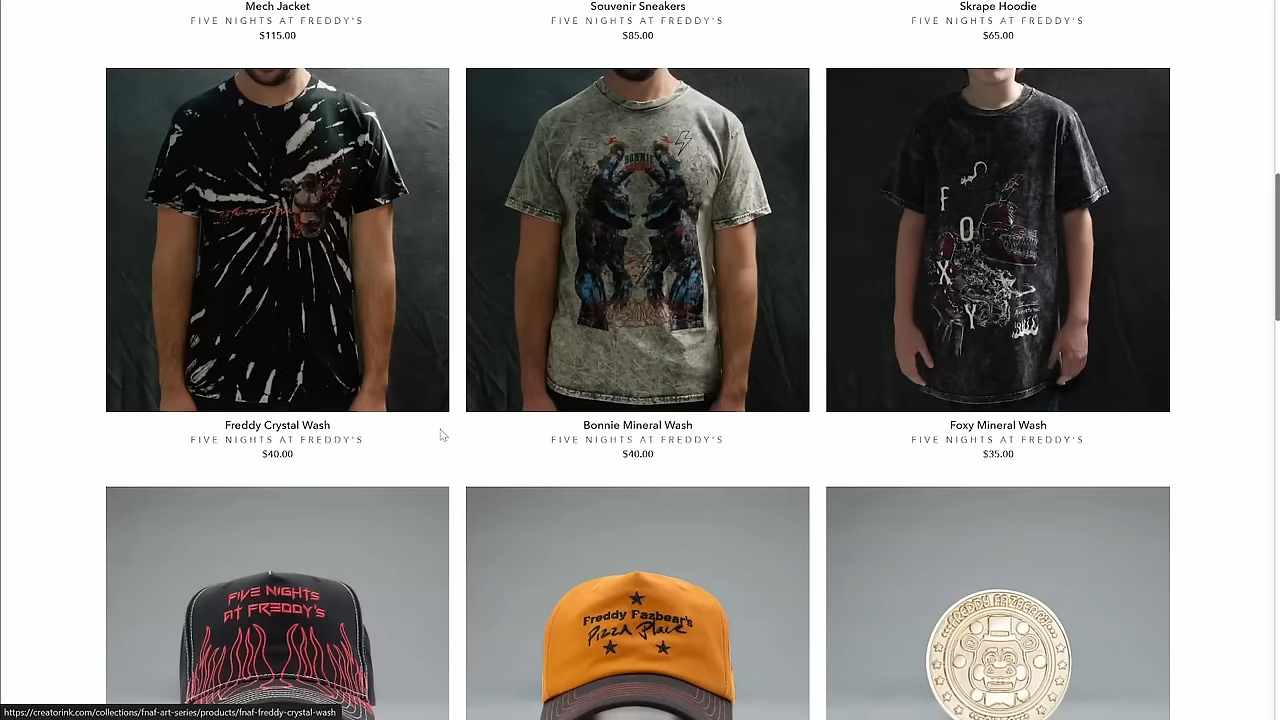 Mech Jacket
FIVE NIGHTS AT FREDDY'S
$115.00
Souvenir Sneakers
FIVE NIGHTS AT FREDDY'S
$85.00
Skrape Hoodie
FIVE NIGHTS AT FREDDY'S
$65.00
BONNIE
F
O
X
Y
Freddy Crystal Wash
FIVE NIGHTS AT FREDDY'S
$40.00
Bonnie Mineral Wash
FIVE NIGHTS AT FREDDY'S
$40.00
Foxy Mineral Wash
FIVE NIGHTS AT FREDDY'S
$35.00
FIVE NIGHTS
AT FREDDY'S
Freddy Fazbear's
Pizza Place
FREDDY FAZBEAR'S
https://creatorink.com/collections/fnaf-art-series/products/fnaf-freddy-crystal-wash